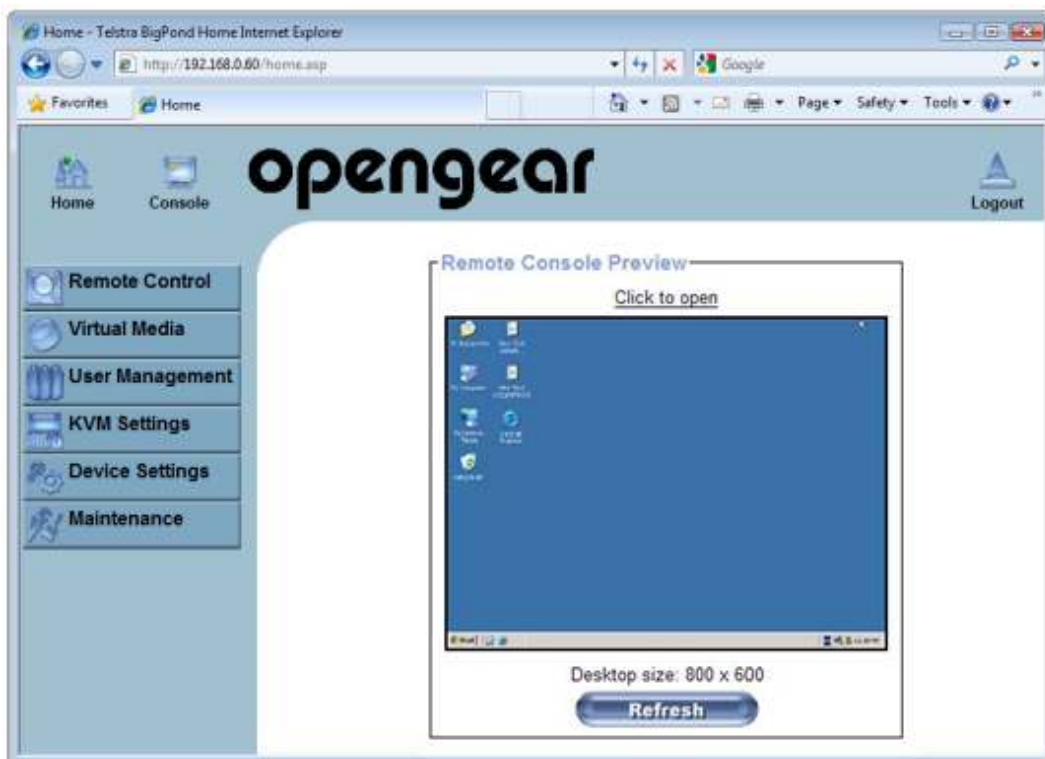 Home - Telstra BigPond Home Internet Explorer
http://192.168.0.60/home.asp
Google
Favorites
Home
Page
Safety
Tools
Home
Console
opengear
Logout
Remote Control
Virtual Media
User Management
KVM Settings
Device Settings
Maintenance
Remote Console Preview
Click to open
Desktop size: 800 x 600
Refresh